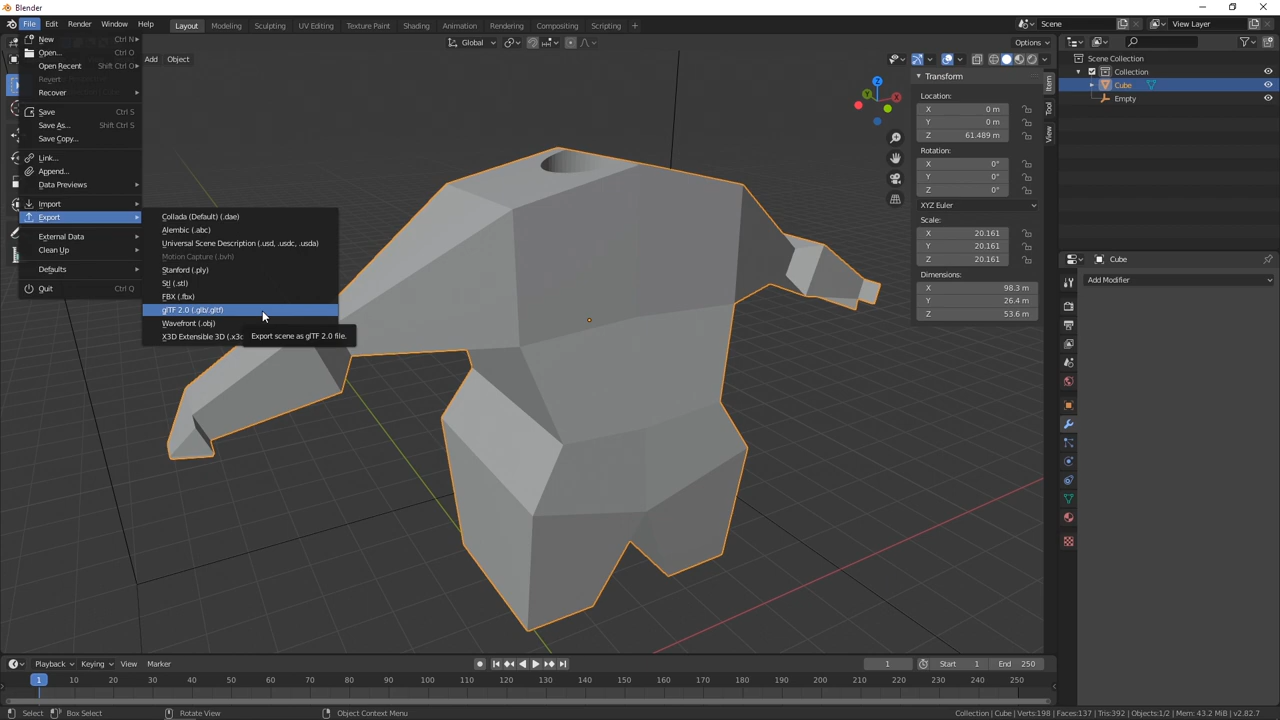 Blender
File Edit Render Window Help Layout Modeling Sculpting UV Editing Texture Paint Shading Animation Rendering Compositing Scripting + Scene View Layer
Global Options
Add Object
New Ctrl N
Open... Ctrl O
Open Recent Shift Ctrl O
Revert
Recover
Save Ctrl S
Save As... Shift Ctrl S
Save Copy...
Link...
Append...
Data Previews
Import
Export
External Data
Clean Up
Defaults
Quit Ctrl Q
Collada (Default) (.dae)
Alembic (.abc)
Universal Scene Description (.usd, .usdc, .usda)
Motion Capture (.bvh)
Stanford (.ply)
Stl (.stl)
FBX (.fbx)
glTF 2.0 (.glb/.gltf)
Wavefront (.obj)
X3D Extensible 3D (.x3d
Export scene as glTF 2.0 file.
Z
Y
X
Transform
Location:
X 0 m
Y 0 m
Z 61.489 m
Rotation:
X 0°
Y 0°
Z 0°
XYZ Euler
Scale:
X 20.161
Y 20.161
Z 20.161
Dimensions:
X 98.3 m
Y 26.4 m
Z 53.6 m
Item
Tool
View
Scene Collection
Collection
Cube
Empty
Cube
Add Modifier
Playback Keying View Marker 1 Start 1 End 250
1 10 20 30 40 50 60 70 80 90 100 110 120 130 140 150 160 170 180 190 200 210 220 230 240 250
Select Box Select Rotate View Object Context Menu Collection | Cube | Verts:198 | Faces:137 | Tris:392 | Objects:1/2 | Mem: 43.2 MiB | v2.82.7